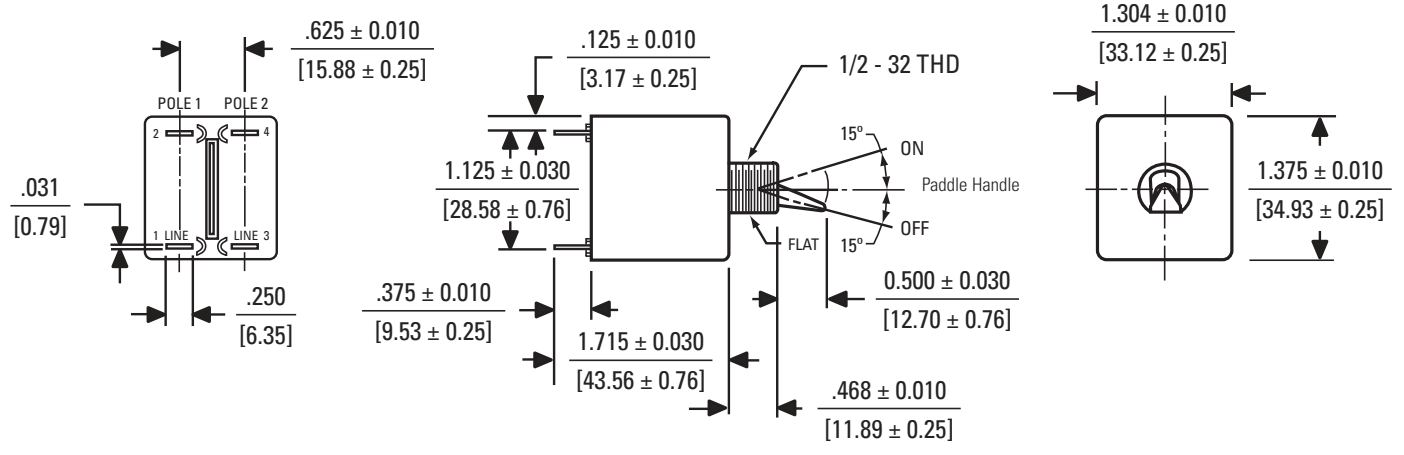 .625 ± 0.010
[15.88 ± 0.25]
POLE 1 POLE 2
2 4
1 LINE LINE 3
.031
[0.79]
.250
[6.35]
.125 ± 0.010
[3.17 ± 0.25]
1/2 - 32 THD
1.125 ± 0.030
[28.58 ± 0.76]
15º
ON
Paddle Handle
OFF
15º
FLAT
.375 ± 0.010
[9.53 ± 0.25]
1.715 ± 0.030
[43.56 ± 0.76]
0.500 ± 0.030
[12.70 ± 0.76]
.468 ± 0.010
[11.89 ± 0.25]
1.304 ± 0.010
[33.12 ± 0.25]
1.375 ± 0.010
[34.93 ± 0.25]